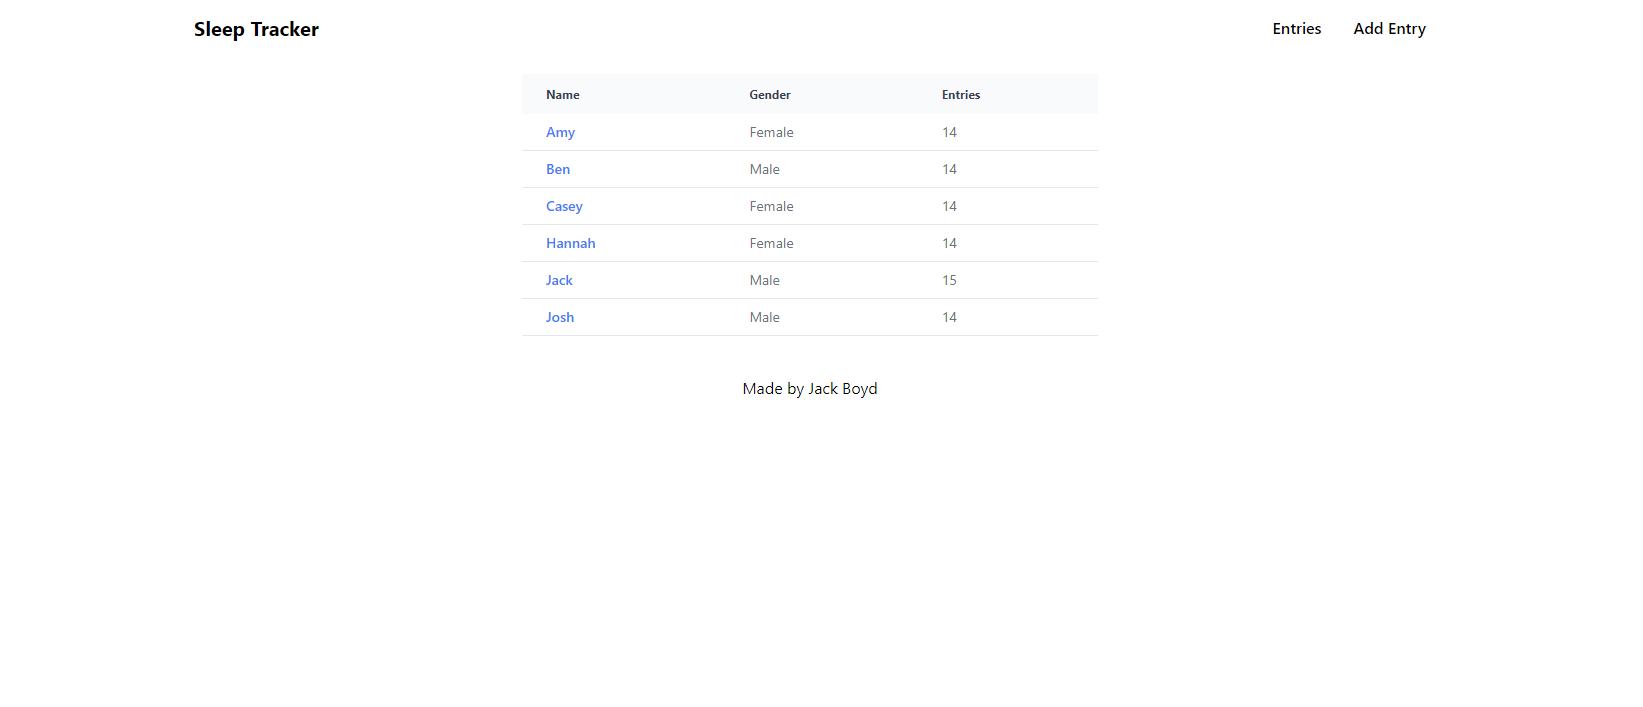 Sleep Tracker Entries Add Entry
Name Gender Entries
Amy Female 14
Ben Male 14
Casey Female 14
Hannah Female 14
Jack Male 15
Josh Male 14
Made by Jack Boyd